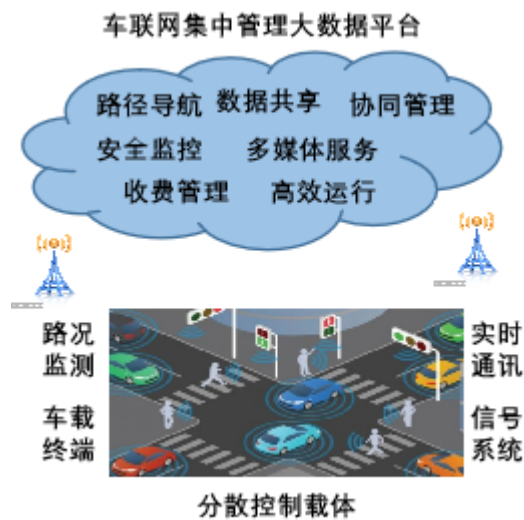 车联网集中管理大数据平台
路径导航 数据共享 协同管理
安全监控 多媒体服务
收费管理 高效运行
路况
监测
实时
通讯
车载
终端
信号
系统
分散控制载体